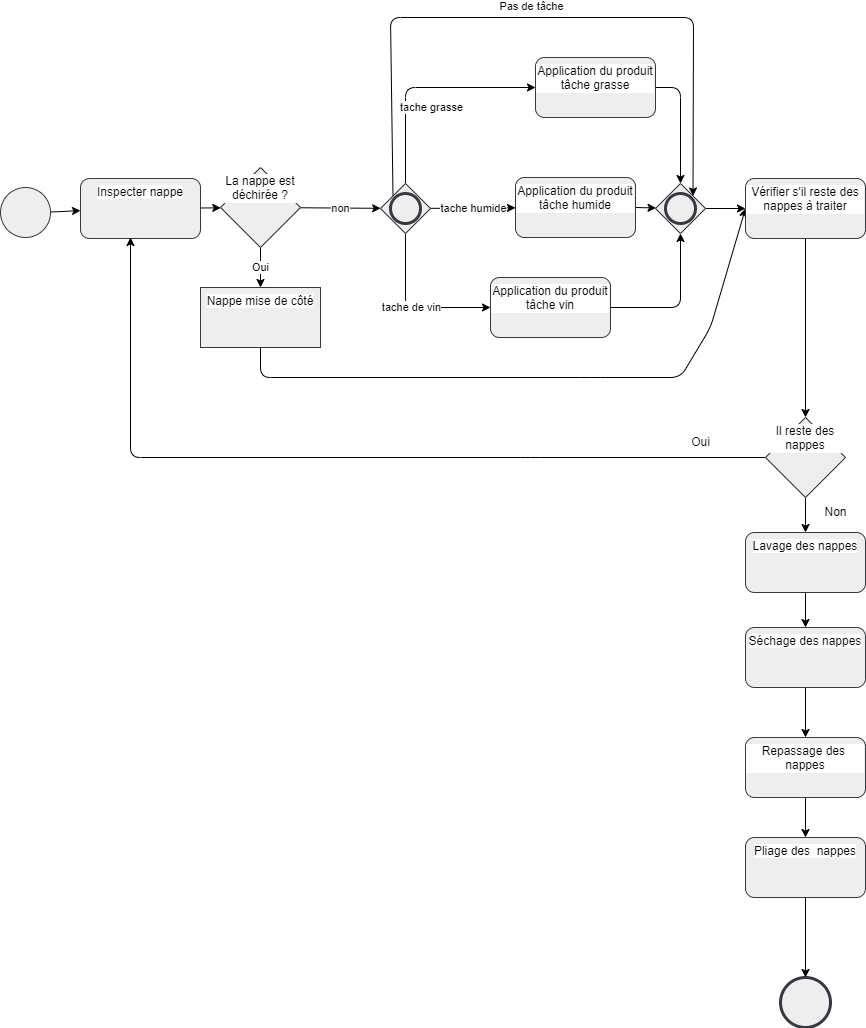 Pas de tâche
Application du produit
tâche grasse
tache grasse
Inspecter nappe
La nappe est
déchirée ?
non
tache humide
Application du produit
tâche humide
Vérifier s'il reste des
nappes à traiter
Oui
Nappe mise de côté
tache de vin
Application du produit
tâche vin
Il reste des
nappes
Oui
Non
Lavage des nappes
Séchage des nappes
Repassage des
nappes
Pliage des  nappes